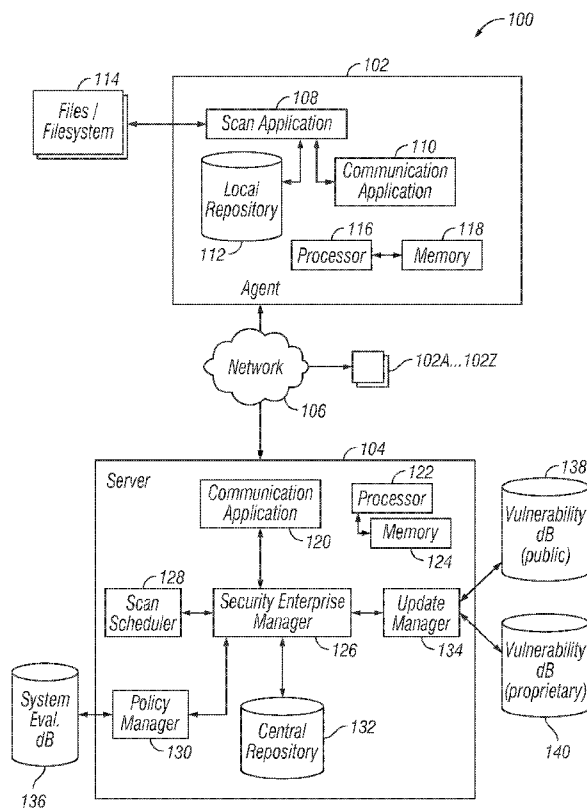 100
114
Files /
Filesystem
102
108
Scan Application
110
Communication
Application
Local
Repository
112
116
Processor
118
Memory
Agent
Network
106
102A...102Z
104
Server
Communication
Application
120
122
Processor
Memory
124
138
Vulnerability
dB
(public)
128
Scan
Scheduler
Security Enterprise
Manager
126
Update
Manager
134
Vulnerability
dB
(proprietary)
140
System
Eval.
dB
136
Policy
Manager
130
Central
Repository
132